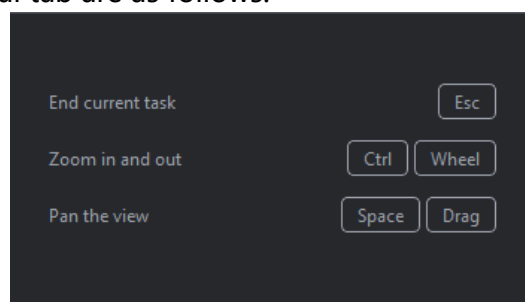 tab are as follows:
End current task Esc
Zoom in and out Ctrl Wheel
Pan the view Space Drag